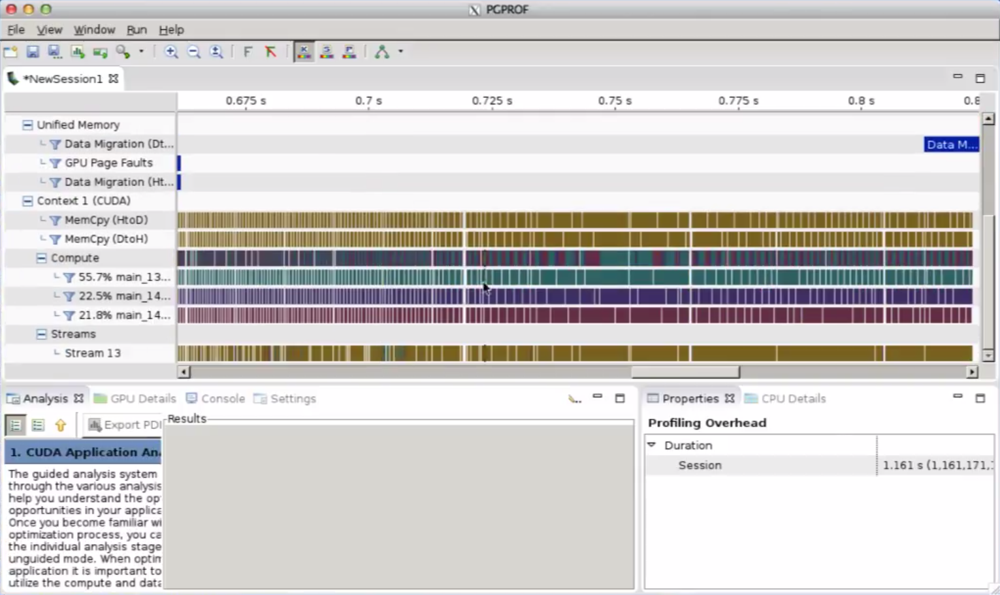 PGPROF
File View Window Run Help
F K S P
*NewSession1
0.675 s 0.7 s 0.725 s 0.75 s 0.775 s 0.8 s 0.8
Unified Memory
Data Migration (Dt...
Data M...
GPU Page Faults
Data Migration (Ht...
Context 1 (CUDA)
MemCpy (HtoD)
MemCpy (DtoH)
Compute
55.7% main_13...
22.5% main_14...
21.8% main_14...
Streams
Stream 13
Analysis GPU Details Console Settings
Properties CPU Details
Export PDI
Results
Profiling Overhead
1. CUDA Application An
Duration
Session 1.161 s (1,161,171,
The guided analysis system
through the various analysis
help you understand the op
opportunities in your applica
Once you become familiar wi
optimization process, you ca
the individual analysis stage
unguided mode. When optim
application it is important to
utilize the compute and data